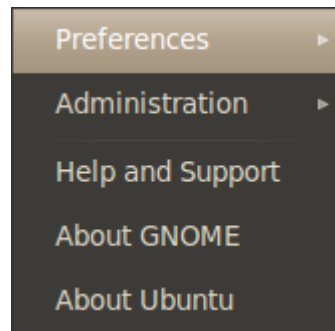 Preferences
Administration
Help and Support
About GNOME
About Ubuntu